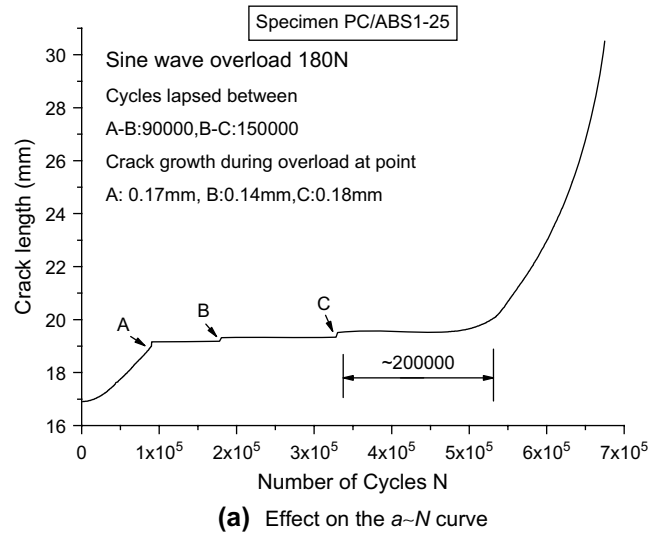 Specimen PC/ABS1-25
Sine wave overload 180N
Cycles lapsed between
A-B:90000,B-C:150000
Crack growth during overload at point
A: 0.17mm, B:0.14mm,C:0.18mm
Crack length (mm)
30
28
26
24
22
20
18
16
A
B
C
~200000
0 1x10⁵ 2x10⁵ 3x10⁵ 4x10⁵ 5x10⁵ 6x10⁵ 7x10⁵
Number of Cycles N
(a) Effect on the a~N curve